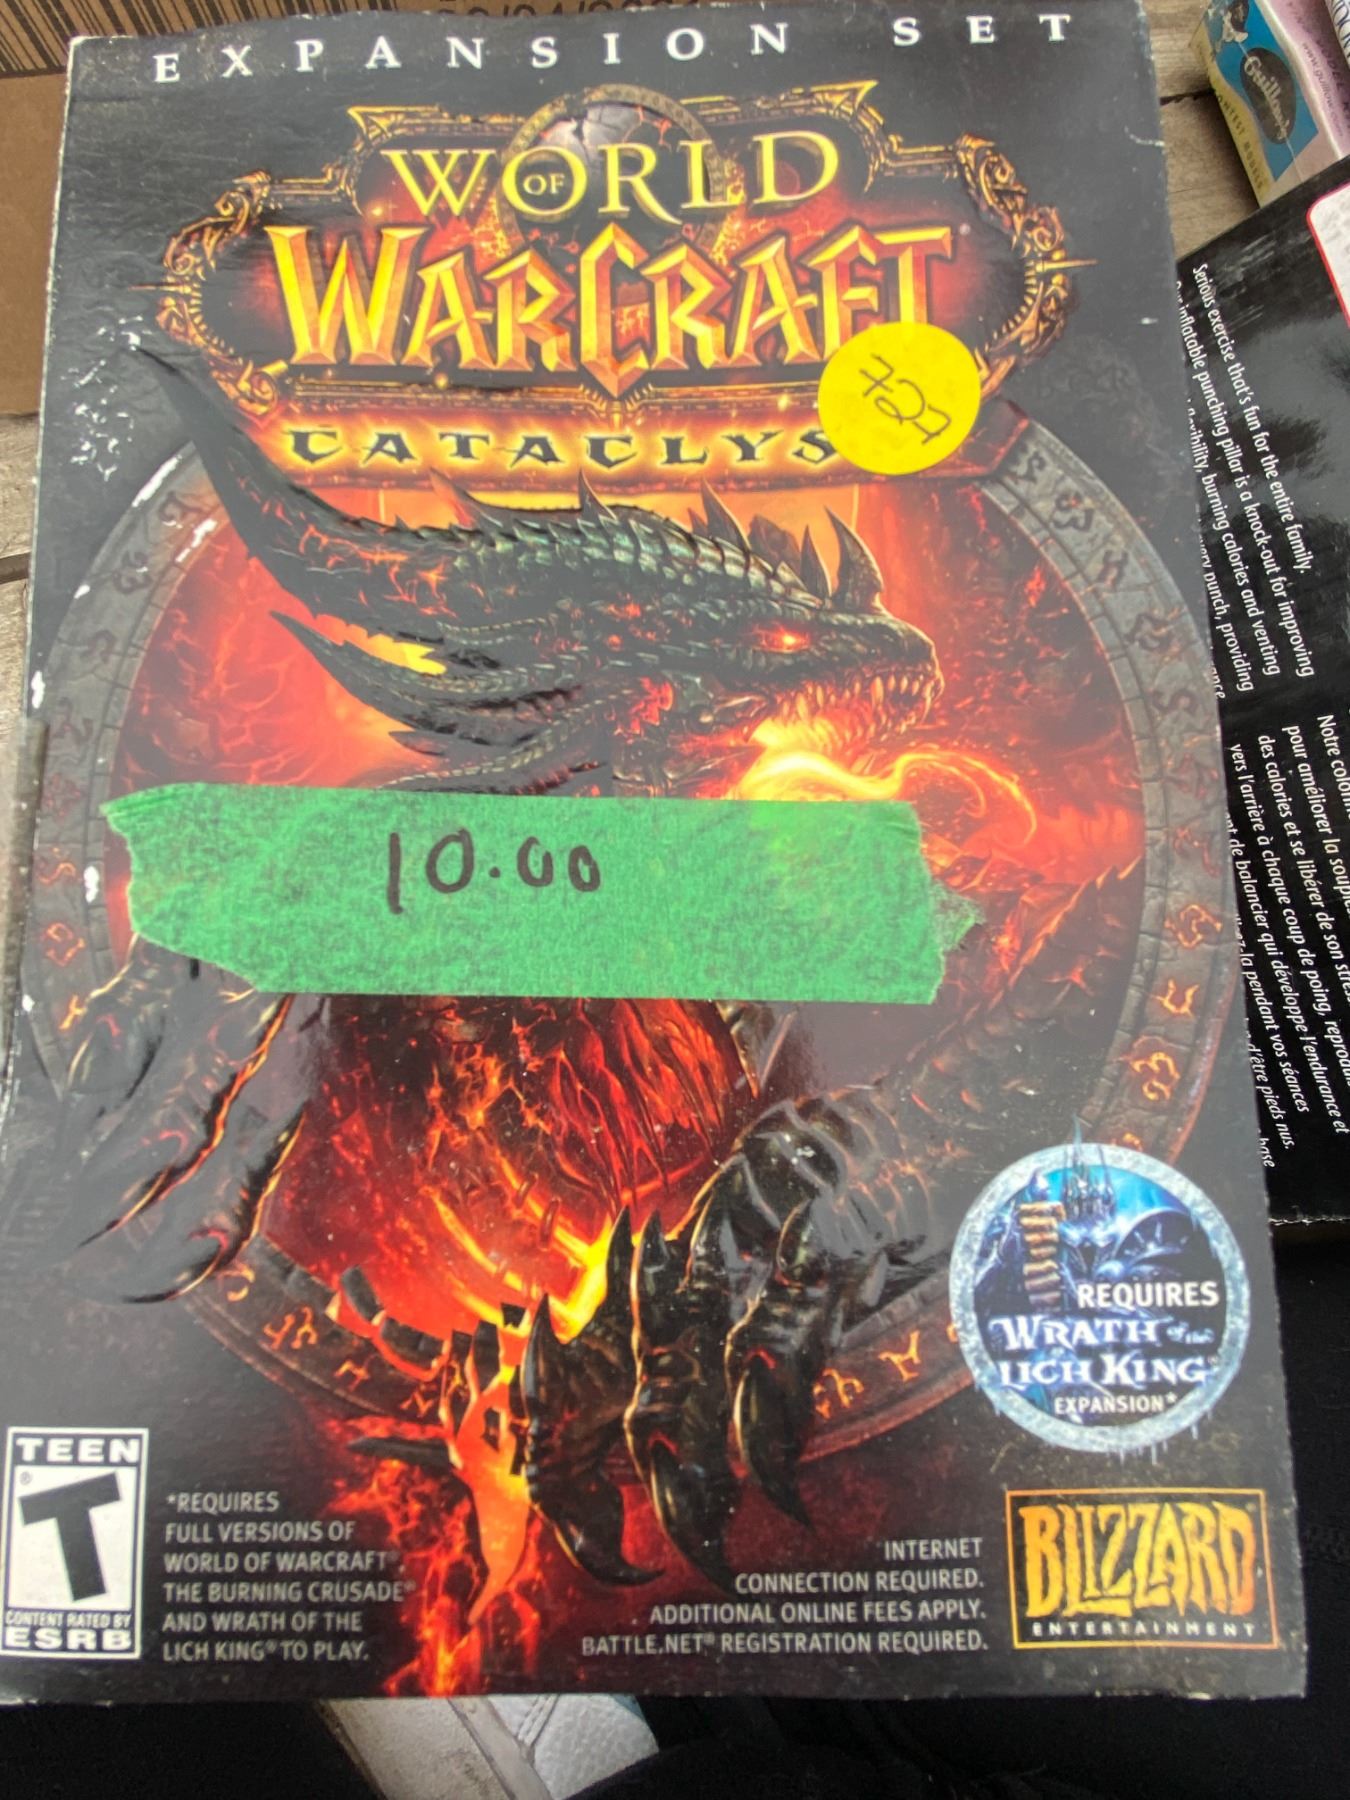 EXPANSION SET
WORLD OF
WARCRAFT
CATACLYS
727
10.00
REQUIRES
WRATH of the
LICH KING®
EXPANSION*
TEEN
T
CONTENT RATED BY
ESRB
*REQUIRES
FULL VERSIONS OF
WORLD OF WARCRAFT®
THE BURNING CRUSADE®
AND WRATH OF THE
LICH KING® TO PLAY.
INTERNET
CONNECTION REQUIRED.
ADDITIONAL ONLINE FEES APPLY.
BATTLE.NET® REGISTRATION REQUIRED.
BLIZZARD
ENTERTAINMENT
Serious exercise that's fun for the entire family.
inflatable punching pillar is a knock-out for improving
burning calories and venting
punch, providing
pour améliorer la
des calories et se libérer de son
vers l'arrière à chaque coup de poing,
de balancier qui développe l'endurance et
la pendant vos séances
d'être pieds nus.
base